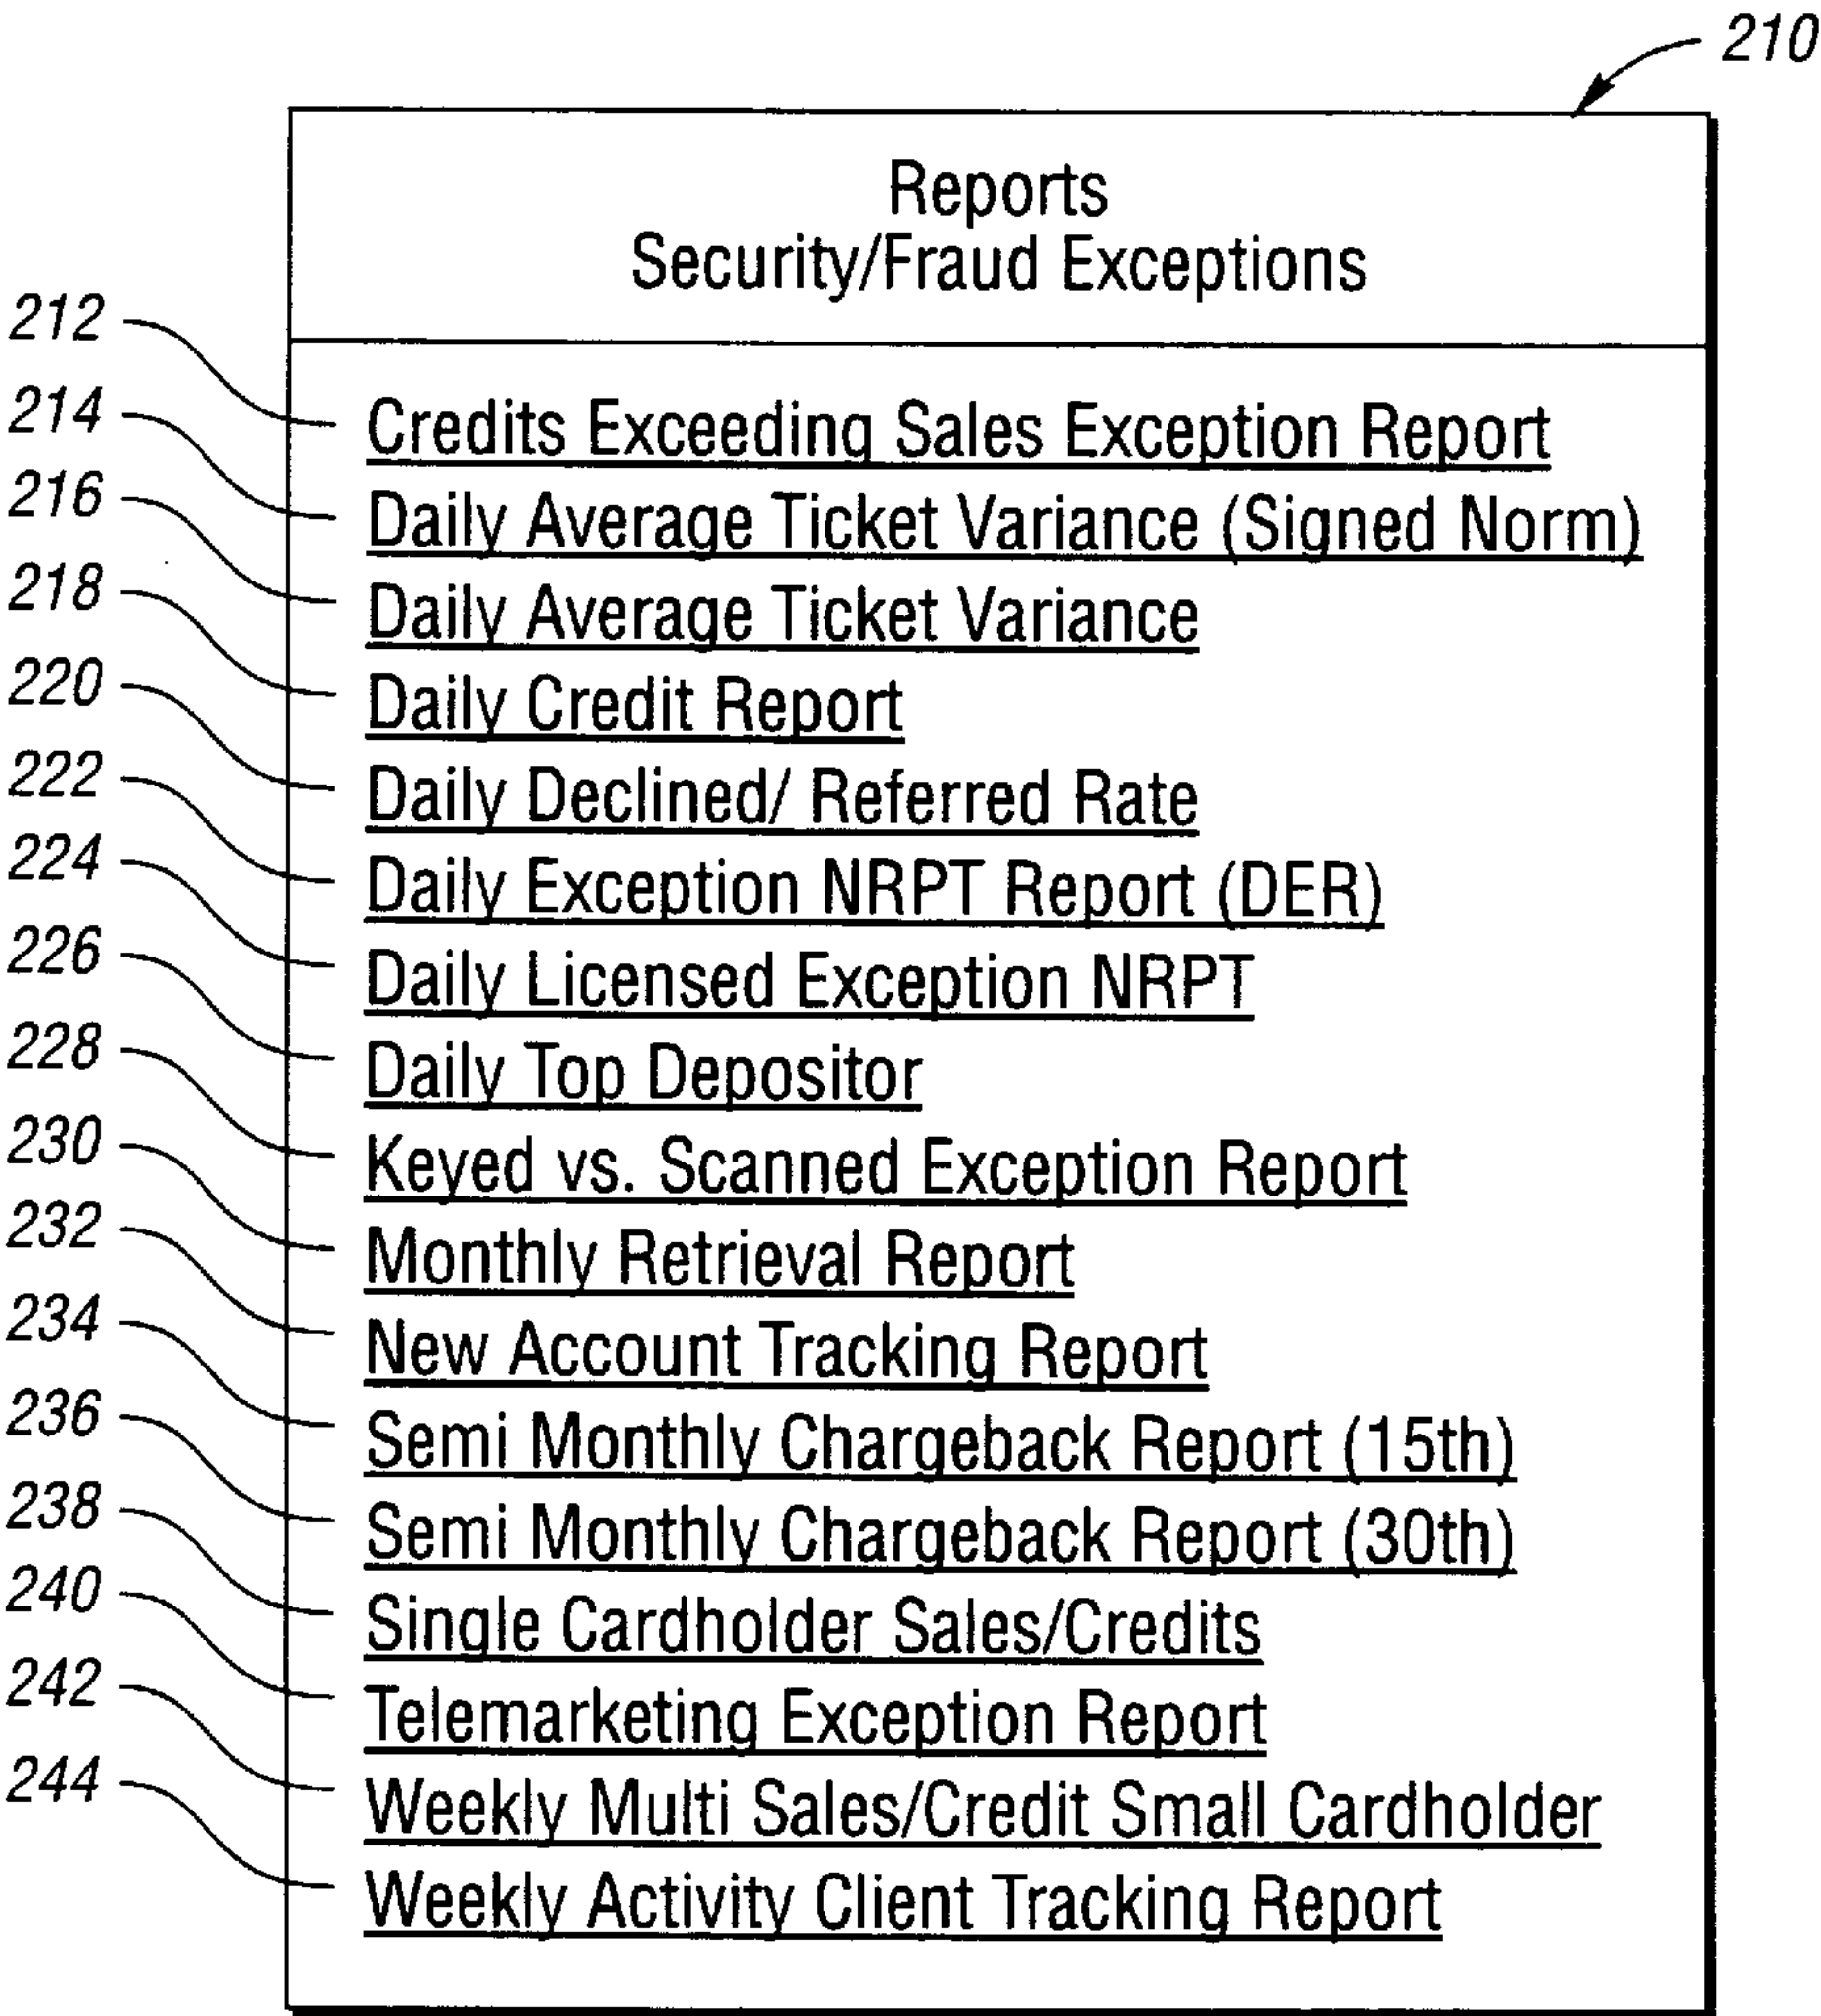 210
Reports
Security/Fraud Exceptions
212 Credits Exceeding Sales Exception Report
214 Daily Average Ticket Variance (Signed Norm)
216 Daily Average Ticket Variance
218 Daily Credit Report
220 Daily Declined/ Referred Rate
222 Daily Exception NRPT Report (DER)
224 Daily Licensed Exception NRPT
226 Daily Top Depositor
228 Keyed vs. Scanned Exception Report
230 Monthly Retrieval Report
232 New Account Tracking Report
234 Semi Monthly Chargeback Report (15th)
236 Semi Monthly Chargeback Report (30th)
238 Single Cardholder Sales/Credits
240 Telemarketing Exception Report
242 Weekly Multi Sales/Credit Small Cardholder
244 Weekly Activity Client Tracking Report